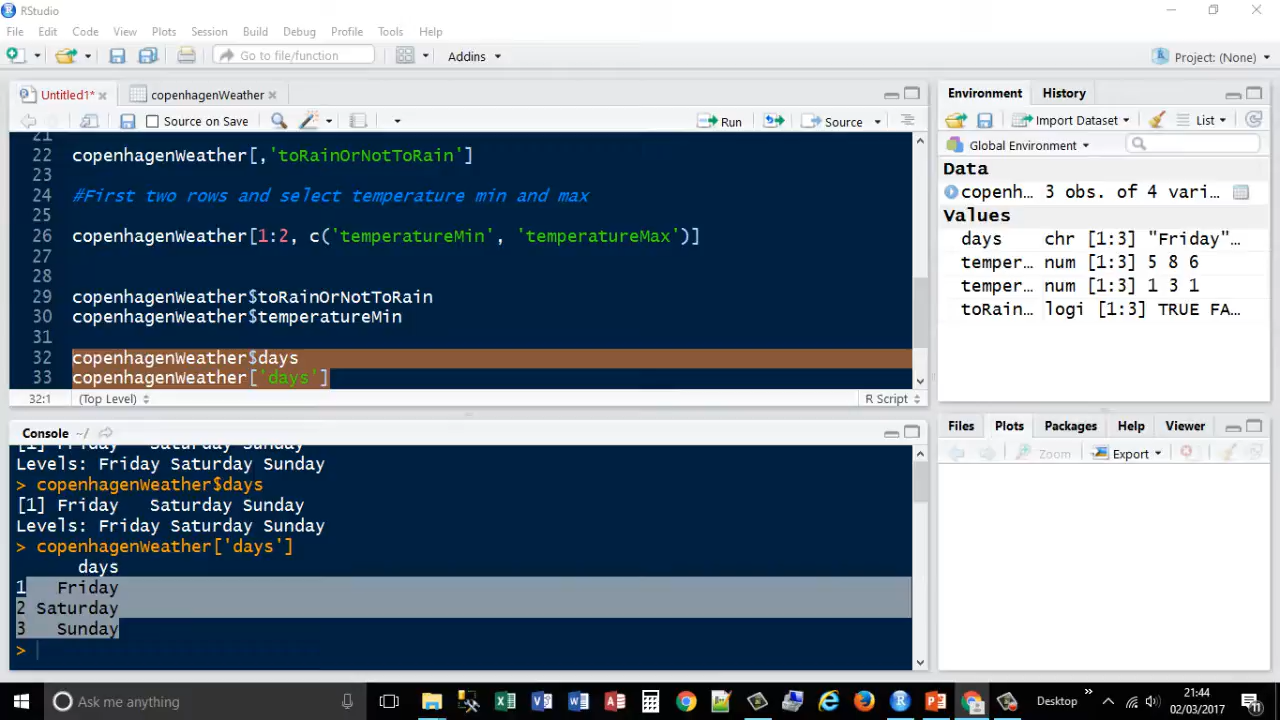 RStudio
File Edit Code View Plots Session Build Debug Profile Tools Help
Go to file/function Addins Project: (None)
Untitled1* copenhagenWeather
Source on Save Run Source
21
22 copenhagenWeather[,'toRainOrNotToRain']
23
24 #First two rows and select temperature min and max
25
26 copenhagenWeather[1:2, c('temperatureMin', 'temperatureMax')]
27
28
29 copenhagenWeather$toRainOrNotToRain
30 copenhagenWeather$temperatureMin
31
32 copenhagenWeather$days
33 copenhagenWeather['days']
32:1 (Top Level) R Script
Console ~/
[1] Friday Saturday Sunday
Levels: Friday Saturday Sunday
> copenhagenWeather$days
[1] Friday Saturday Sunday
Levels: Friday Saturday Sunday
> copenhagenWeather['days']
days
1 Friday
2 Saturday
3 Sunday
>
Environment History
Import Dataset List
Global Environment
Data
copenh… 3 obs. of 4 vari…
Values
days chr [1:3] "Friday"…
temper… num [1:3] 5 8 6
temper… num [1:3] 1 3 1
toRain… logi [1:3] TRUE FA…
Files Plots Packages Help Viewer
Zoom Export
Ask me anything
Desktop
21:44
02/03/2017
11